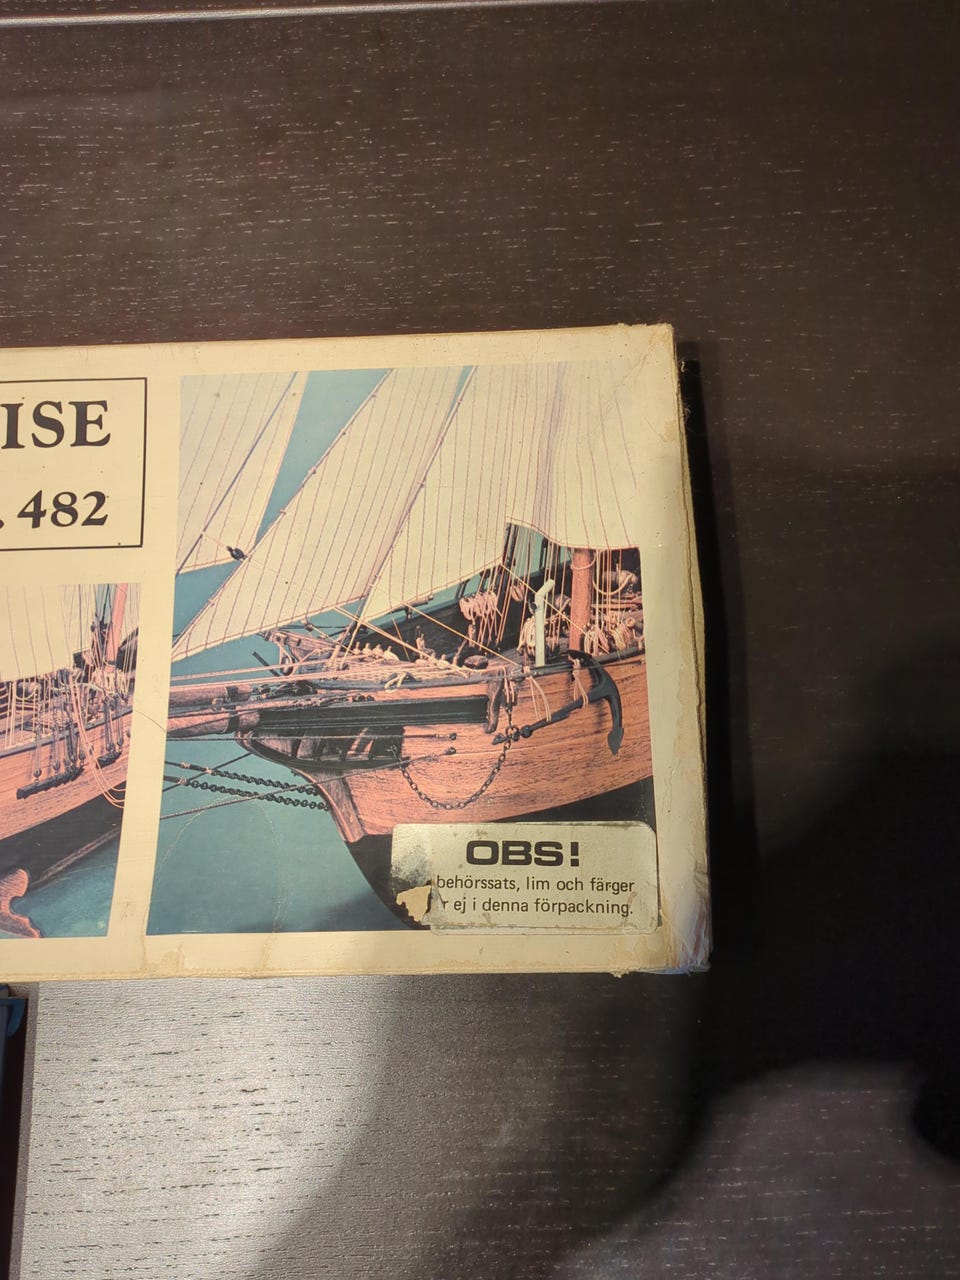 ISE
. 482
OBS!
behörssats, lim och färger
r ej i denna förpackning.